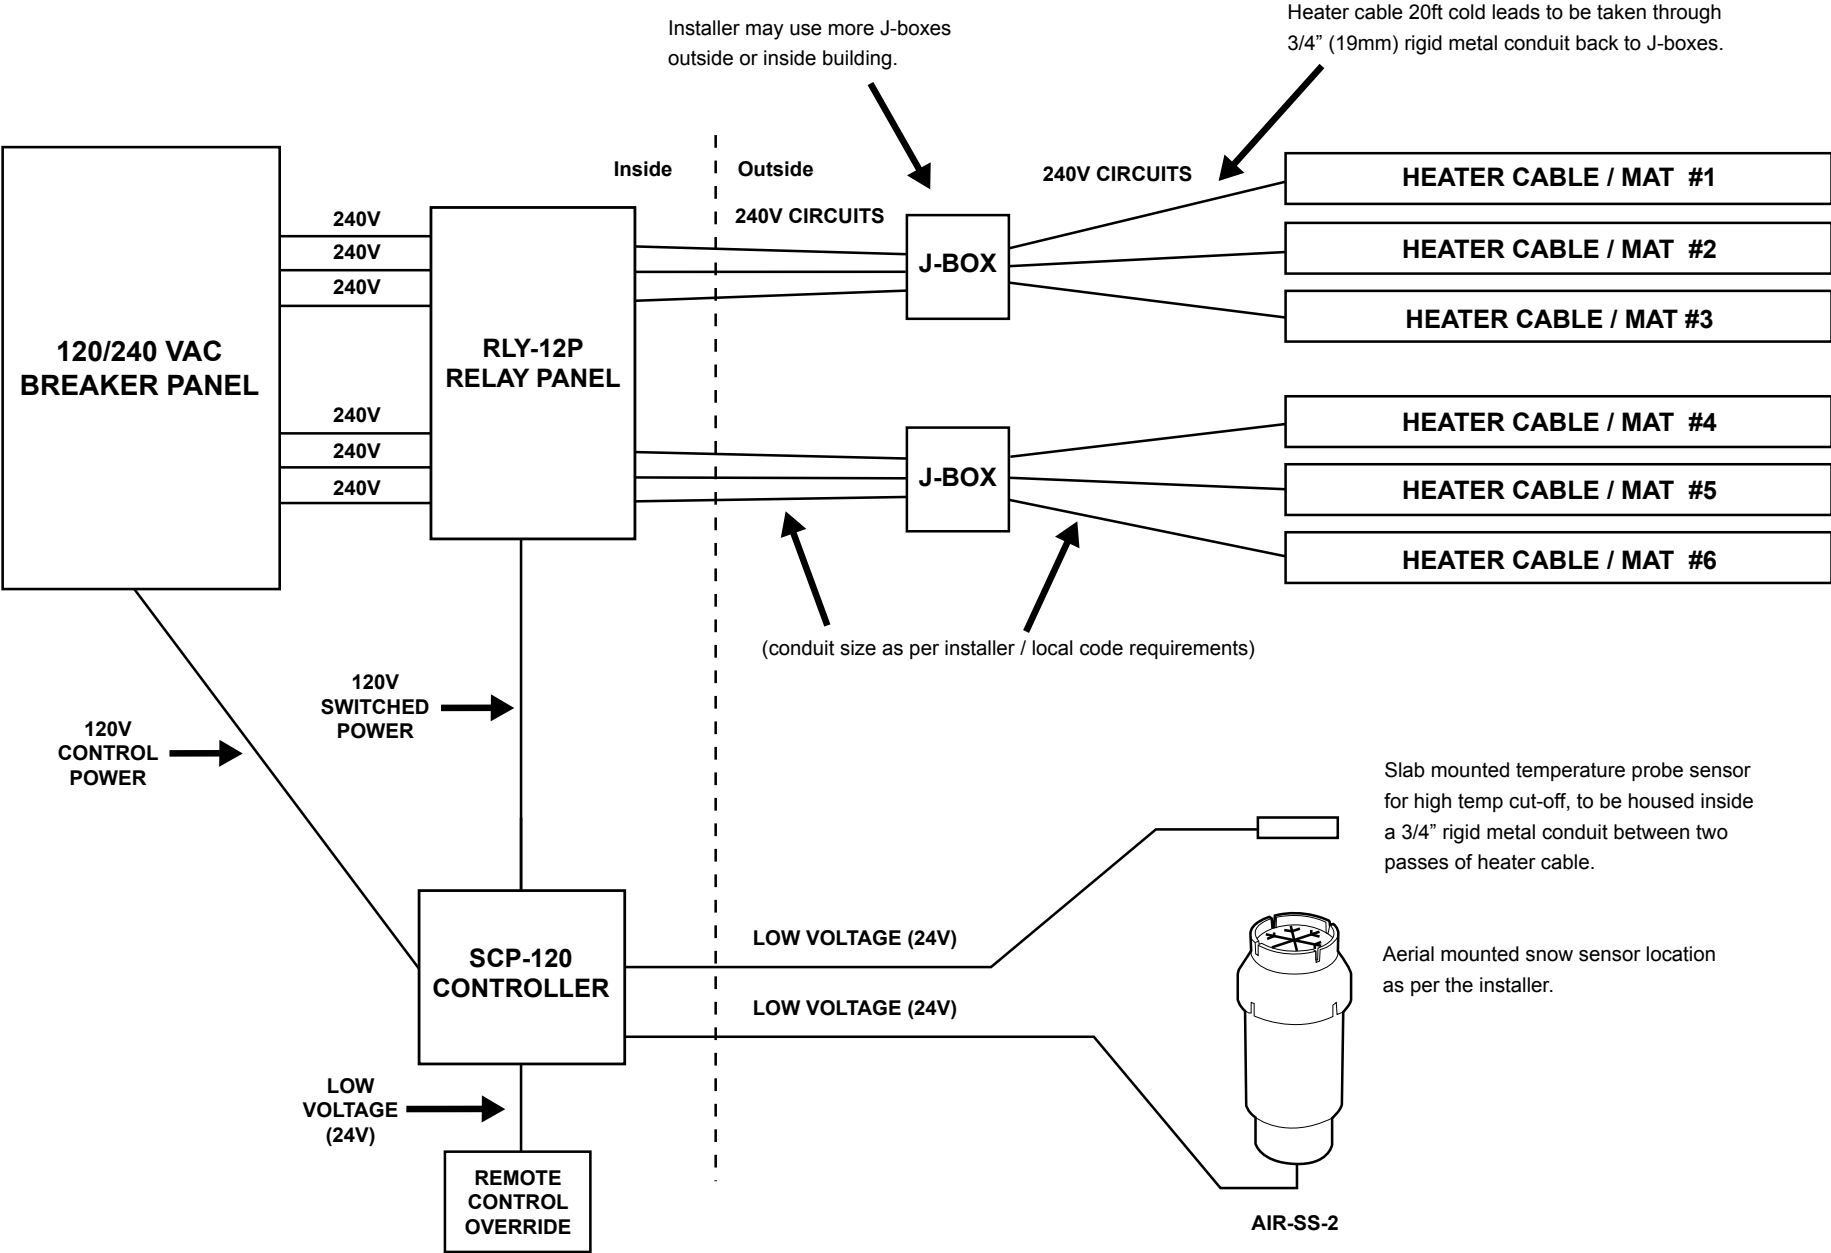 Installer may use more J-boxes
outside or inside building.
Heater cable 20ft cold leads to be taken through
3/4” (19mm) rigid metal conduit back to J-boxes.
Inside
Outside
240V CIRCUITS
240V CIRCUITS
120/240 VAC
BREAKER PANEL
240V
240V
240V
240V
240V
240V
RLY-12P
RELAY PANEL
J-BOX
J-BOX
HEATER CABLE / MAT #1
HEATER CABLE / MAT #2
HEATER CABLE / MAT #3
HEATER CABLE / MAT #4
HEATER CABLE / MAT #5
HEATER CABLE / MAT #6
(conduit size as per installer / local code requirements)
120V
SWITCHED
POWER
120V
CONTROL
POWER
Slab mounted temperature probe sensor
for high temp cut-off, to be housed inside
a 3/4” rigid metal conduit between two
passes of heater cable.
SCP-120
CONTROLLER
LOW VOLTAGE (24V)
LOW VOLTAGE (24V)
Aerial mounted snow sensor location
as per the installer.
LOW
VOLTAGE
(24V)
REMOTE
CONTROL
OVERRIDE
AIR-SS-2